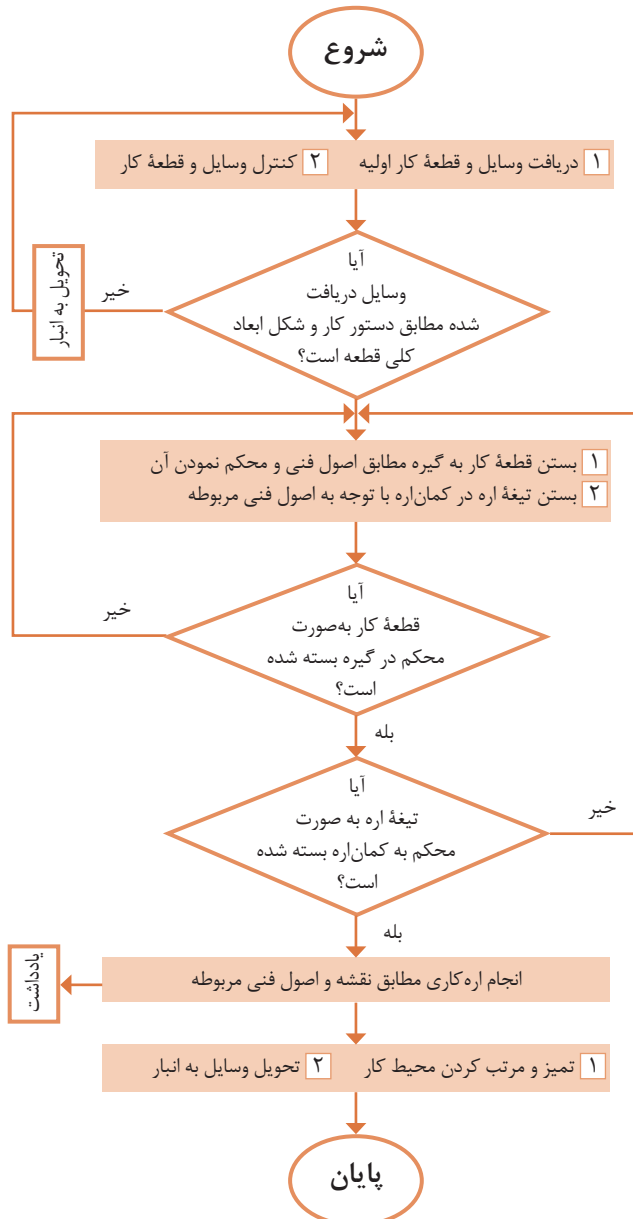 شروع
۱ دریافت وسایل و قطعهٔ کار اولیه ۲ کنترل وسایل و قطعهٔ کار
آیا
وسایل دریافت
شده مطابق دستور کار و شکل ابعاد
کلی قطعه است؟
خیر
تحویل به انبار
۱ بستن قطعهٔ کار به گیره مطابق اصول فنی و محکم نمودن آن
۲ بستن تیغهٔ اره در کمان‌اره با توجه به اصول فنی مربوطه
آیا
قطعهٔ کار به‌صورت
محکم در گیره بسته شده
است؟
خیر
بله
آیا
تیغهٔ اره به صورت
محکم به کمان‌اره بسته شده
است؟
خیر
بله
انجام اره‌کاری مطابق نقشه و اصول فنی مربوطه
یادداشت
۱ تمیز و مرتب کردن محیط کار ۲ تحویل وسایل به انبار
پایان